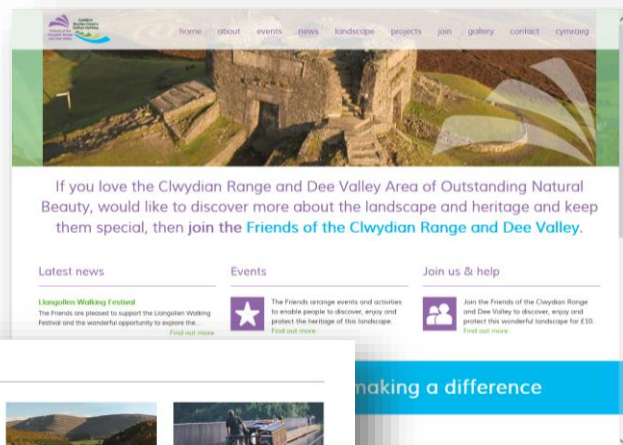 home about events news landscape projects join gallery contact cymraeg
If you love the Clwydian Range and Dee Valley Area of Outstanding Natural
Beauty, would like to discover more about the landscape and heritage and keep
them special, then join the Friends of the Clwydian Range and Dee Valley.
Latest news
Llangollen Walking Festival
The Friends are pleased to support the Llangollen Walking
Festival and the wonderful opportunity to explore the...
Find out more
Events
The Friends arrange events and activities
to enable people to discover, enjoy and
protect the heritage of this landscape.
Find out more
Join us & help
Join the Friends of the Clwydian Range
and Dee Valley to discover, enjoy and
protect this wonderful landscape for £10.
Find out more
making a difference